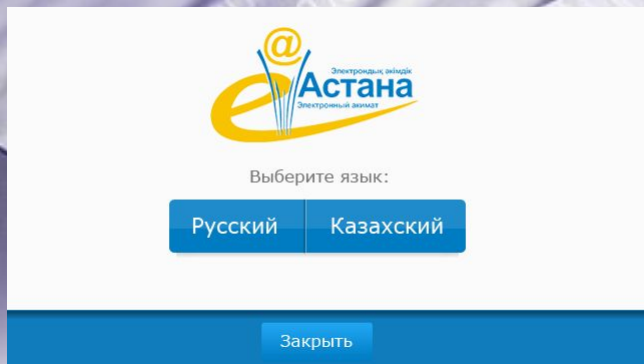 @
e
Электрондық әкімдік
Астана
Электронный акимат
Выберите язык:
Русский
Казахский
Закрыть